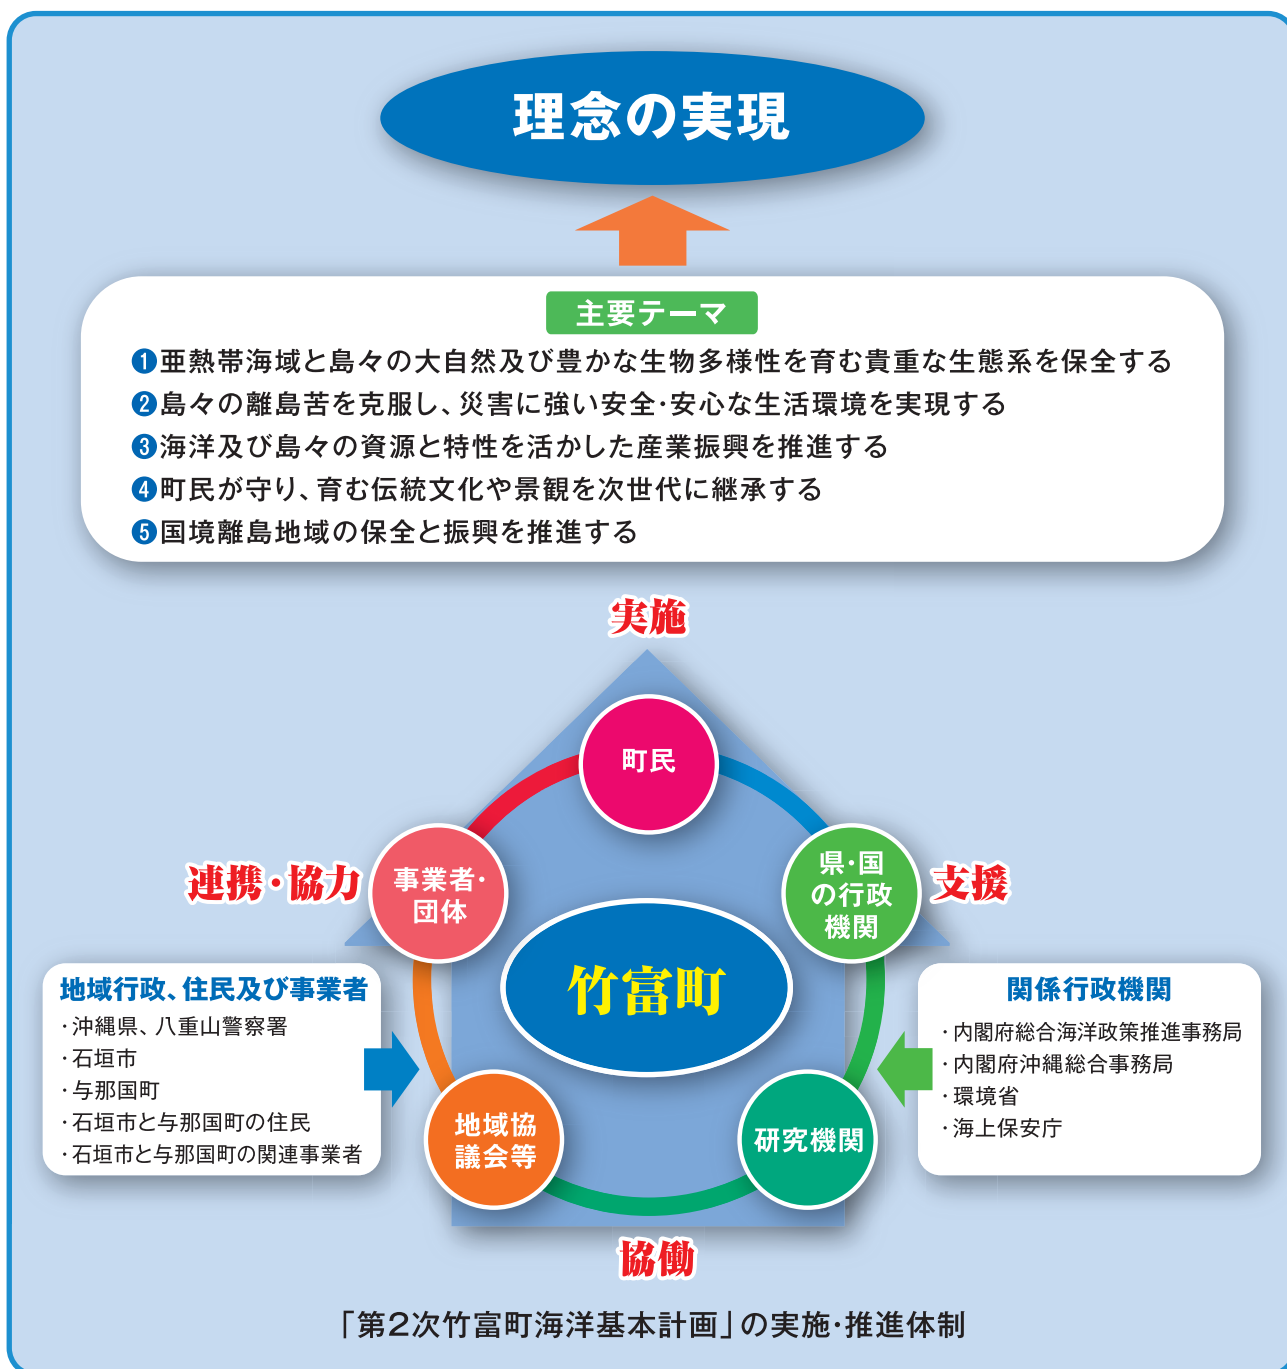 理念の実現
主要テーマ
❶亜熱帯海域と島々の大自然及び豊かな生物多様性を育む貴重な生態系を保全する
❷島々の離島苦を克服し、災害に強い安全・安心な生活環境を実現する
❸海洋及び島々の資源と特性を活かした産業振興を推進する
❹町民が守り、育む伝統文化や景観を次世代に継承する
❺国境離島地域の保全と振興を推進する
実施
町民
連携・協力
事業者・
団体
県・国
の行政
機関
支援
竹富町
地域行政、住民及び事業者
・沖縄県、八重山警察署
・石垣市
・与那国町
・石垣市と与那国町の住民
・石垣市と与那国町の関連事業者
地域協
議会等
研究機関
関係行政機関
・内閣府総合海洋政策推進事務局
・内閣府沖縄総合事務局
・環境省
・海上保安庁
協働
「第2次竹富町海洋基本計画」の実施・推進体制